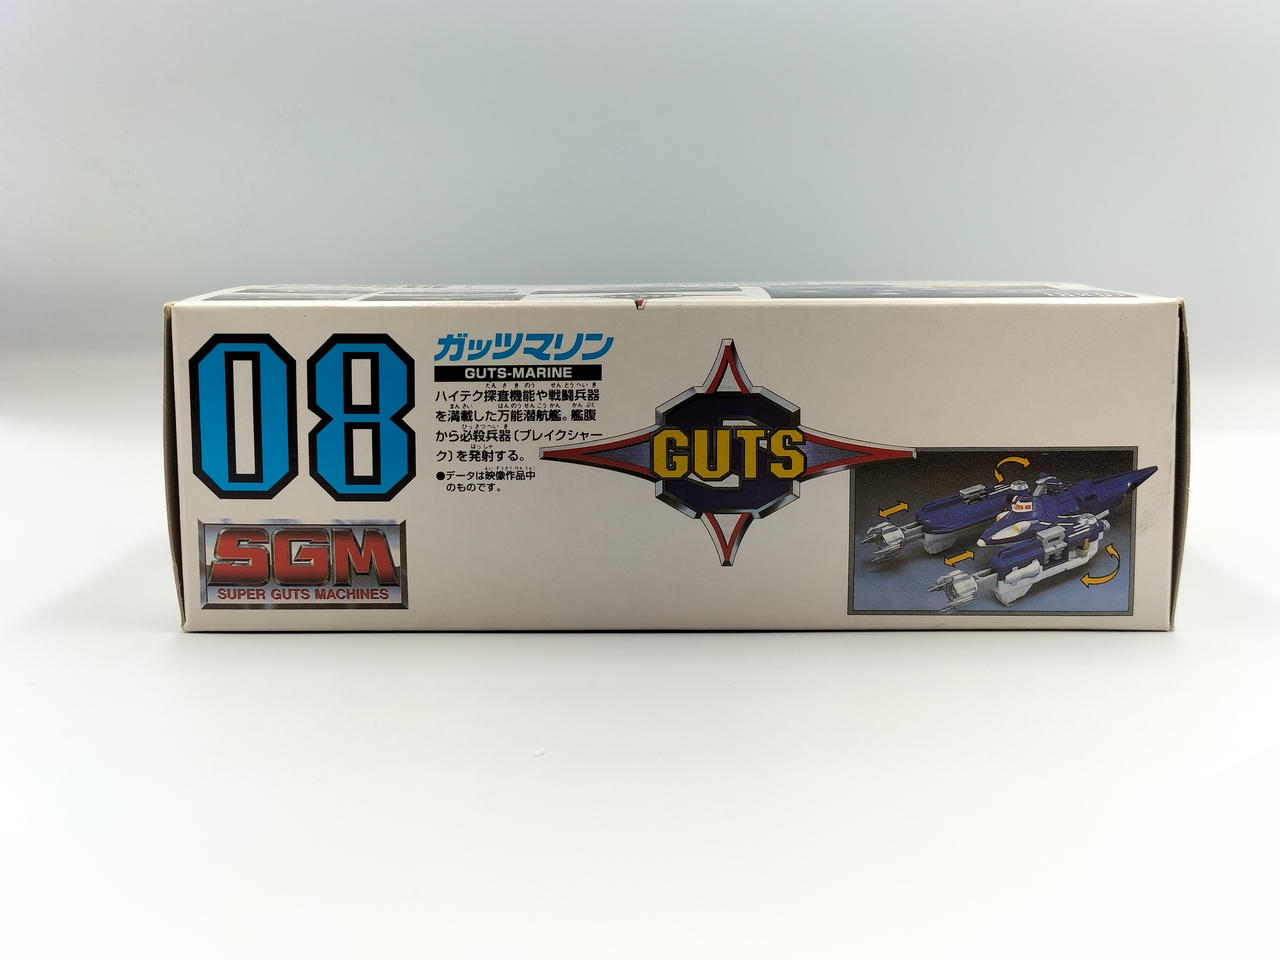 08
ガッツマリン
GUTS-MARINE
ハイテク探査機能や戦闘兵器
を満載した万能潜航艦。艦腹
から必殺兵器〔ブレイクシャー
ク〕を発射する。
●データは映像作品中
のものです。
SGM
SUPER GUTS MACHINES
GUTS